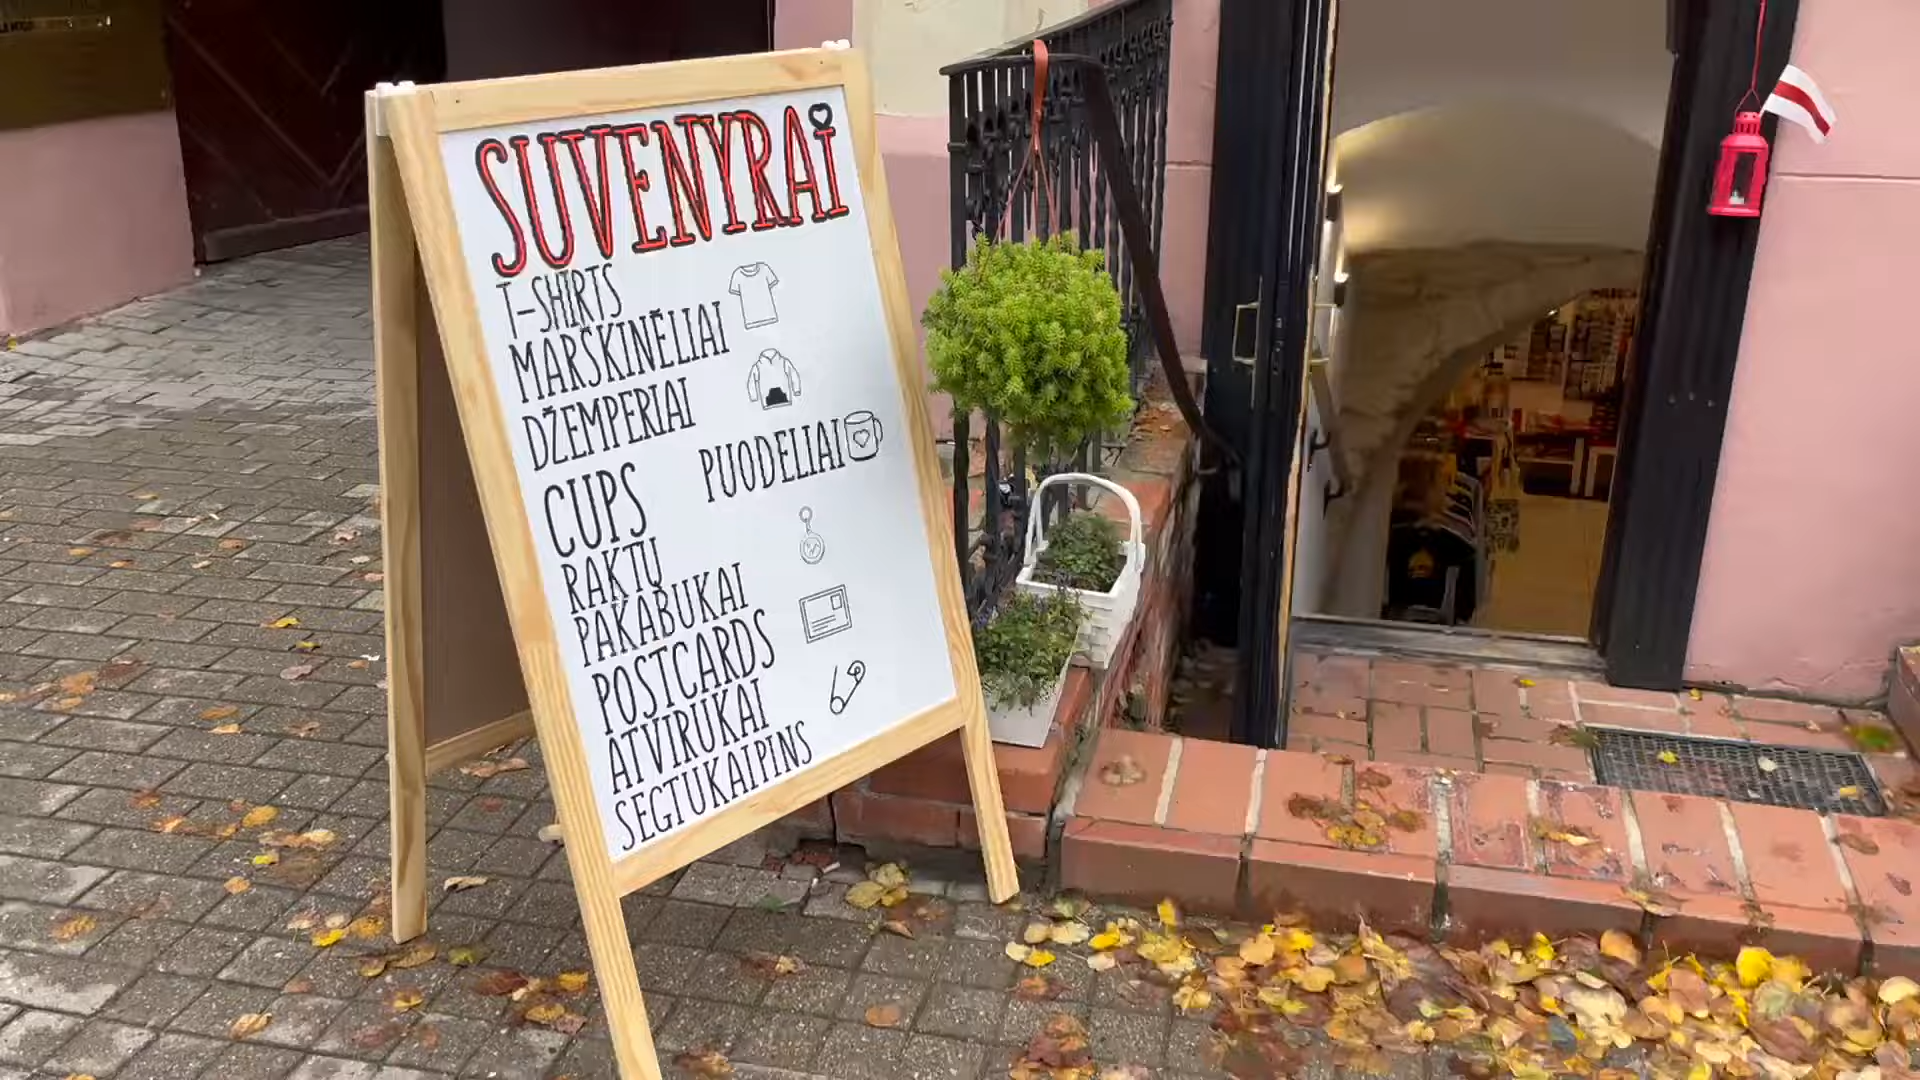 SUVENYRAI
T-SHIRTS
MARŠKINĖLIAI
DŽEMPERIAI
PUODELIAI
CUPS
RAKTŲ
PAKABUKAI
POSTCARDS
ATVIRUKAI
SEGTUKAI PINS